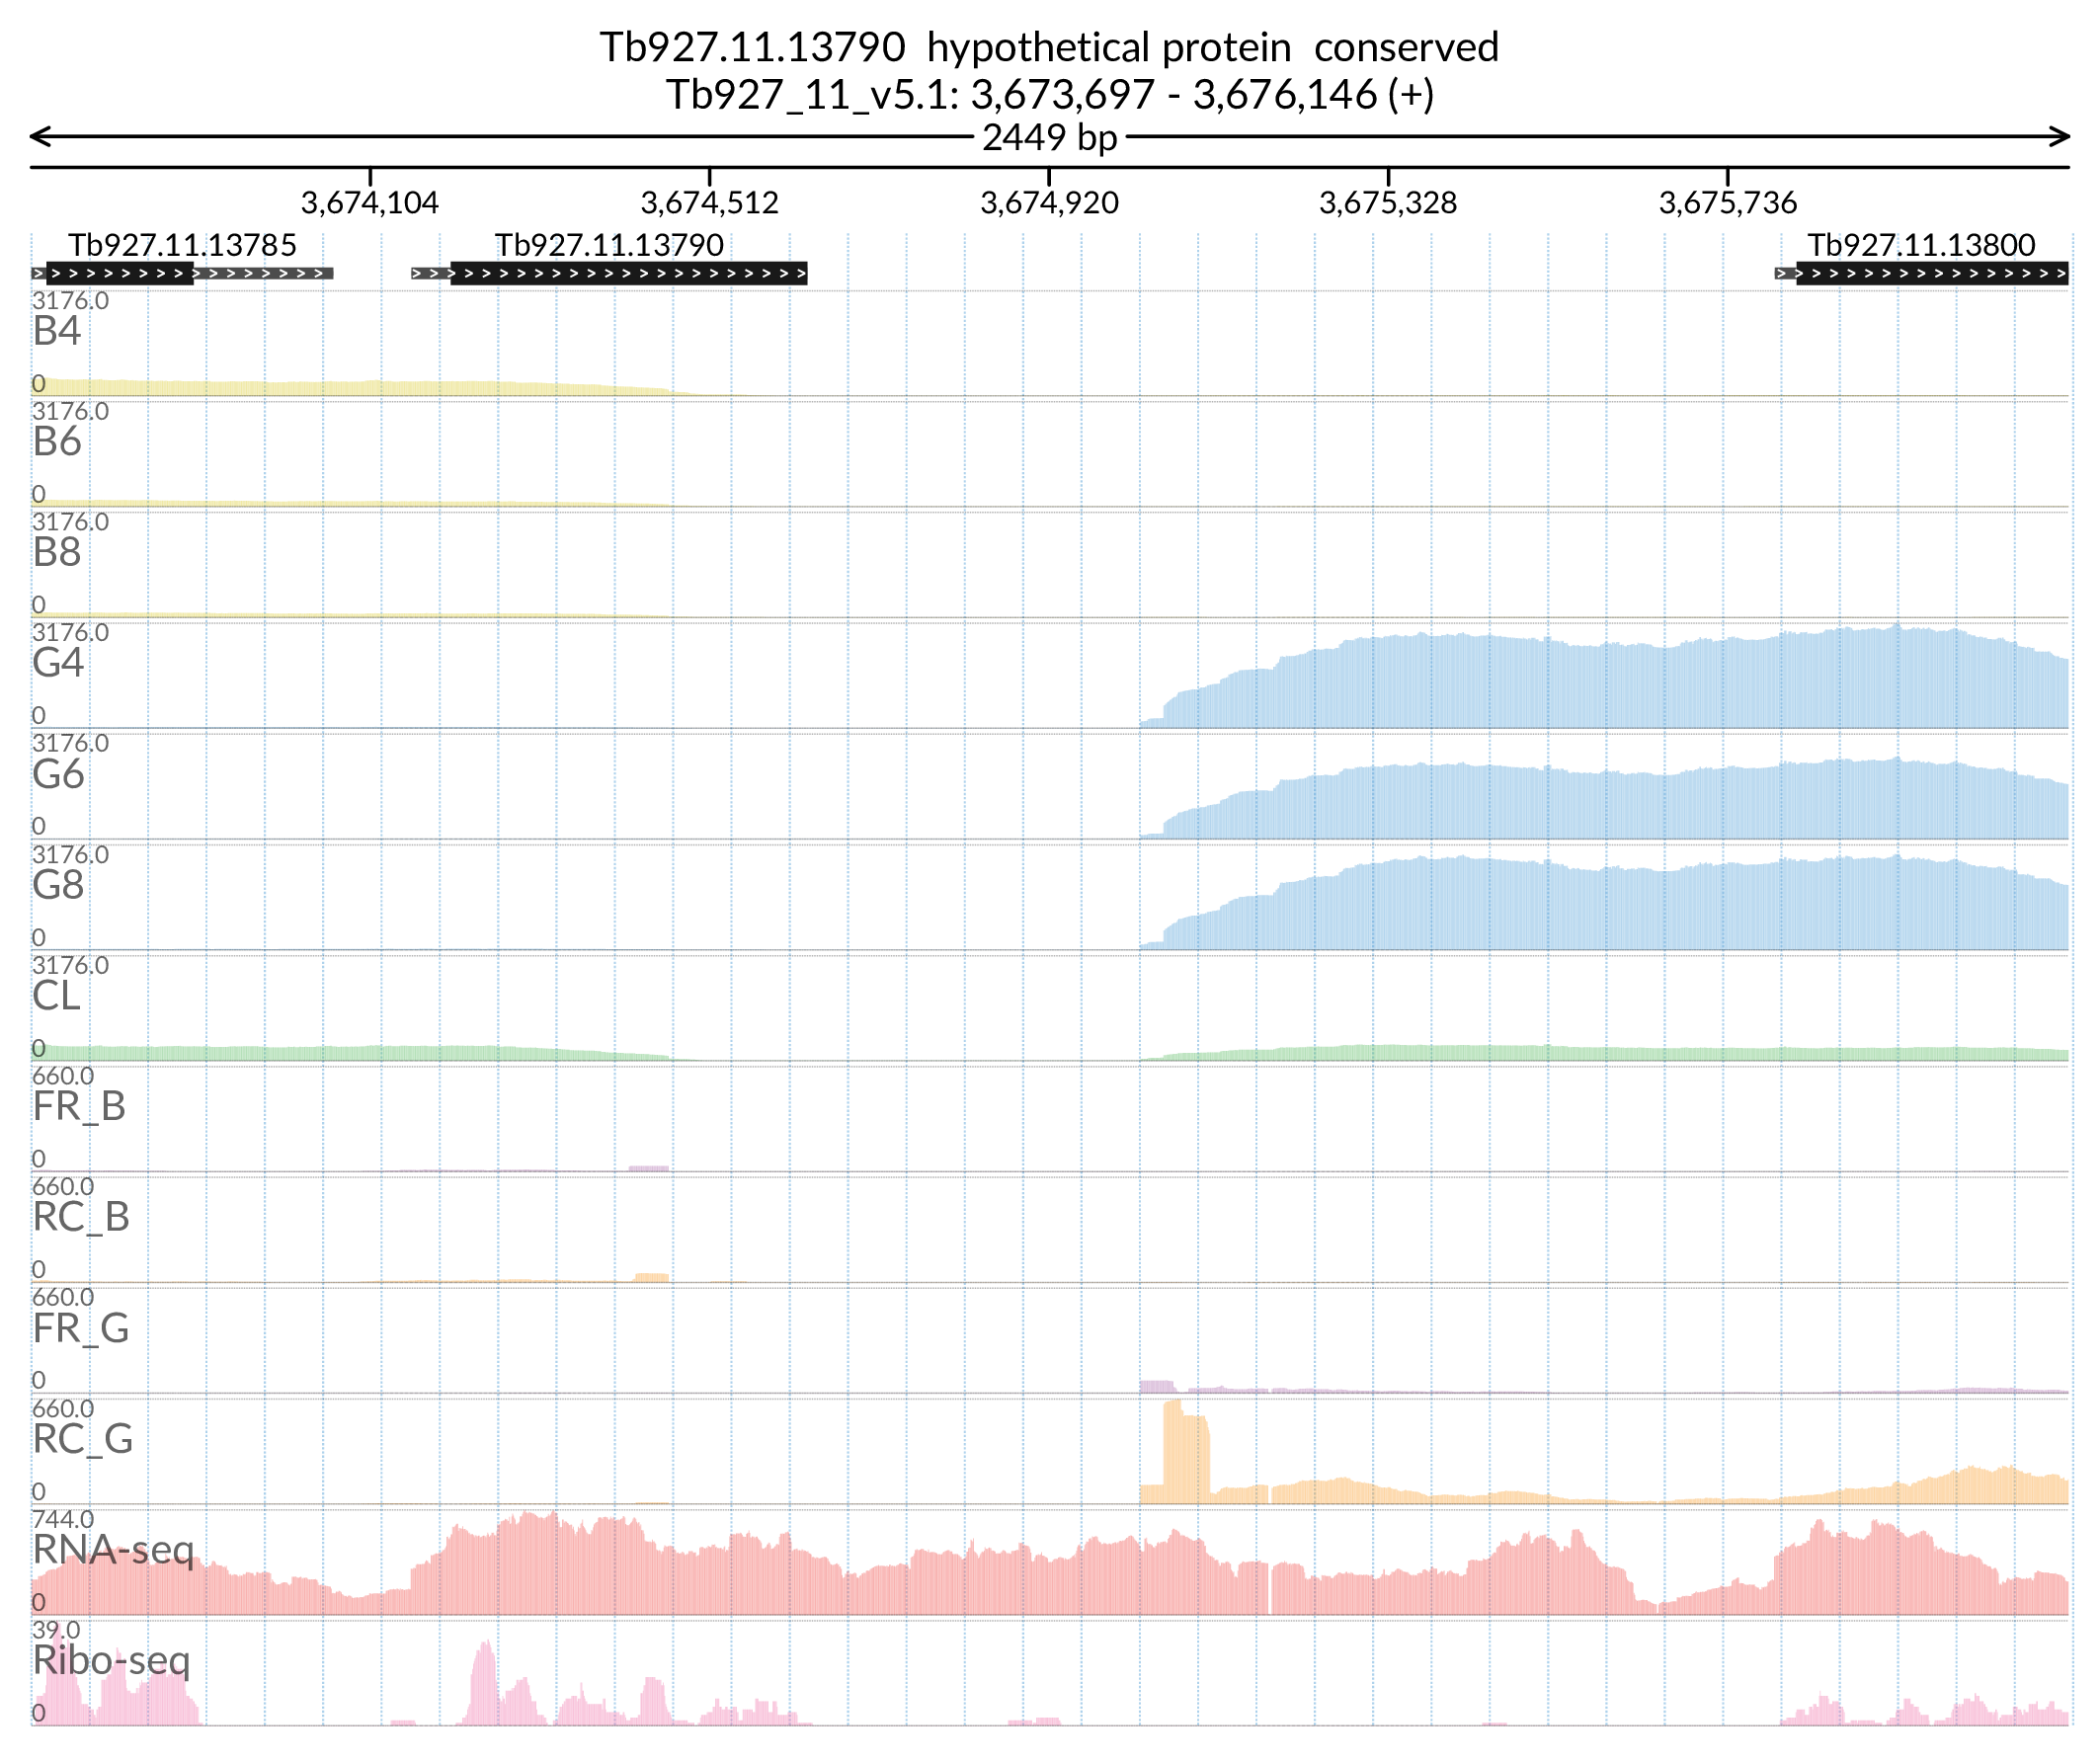 Tb927.11.13790 hypothetical protein conserved
Tb927_11_v5.1: 3,673,697 - 3,676,146 (+)
2449 bp
3,674,104 3,674,512 3,674,920 3,675,328 3,675,736
Tb927.11.13785 Tb927.11.13790 Tb927.11.13800
3176.0
B4
0
3176.0
B6
0
3176.0
B8
0
3176.0
G4
0
3176.0
G6
0
3176.0
G8
0
3176.0
CL
0
660.0
FR_B
0
660.0
RC_B
0
660.0
FR_G
0
660.0
RC_G
0
744.0
RNA-seq
0
39.0
Ribo-seq
0